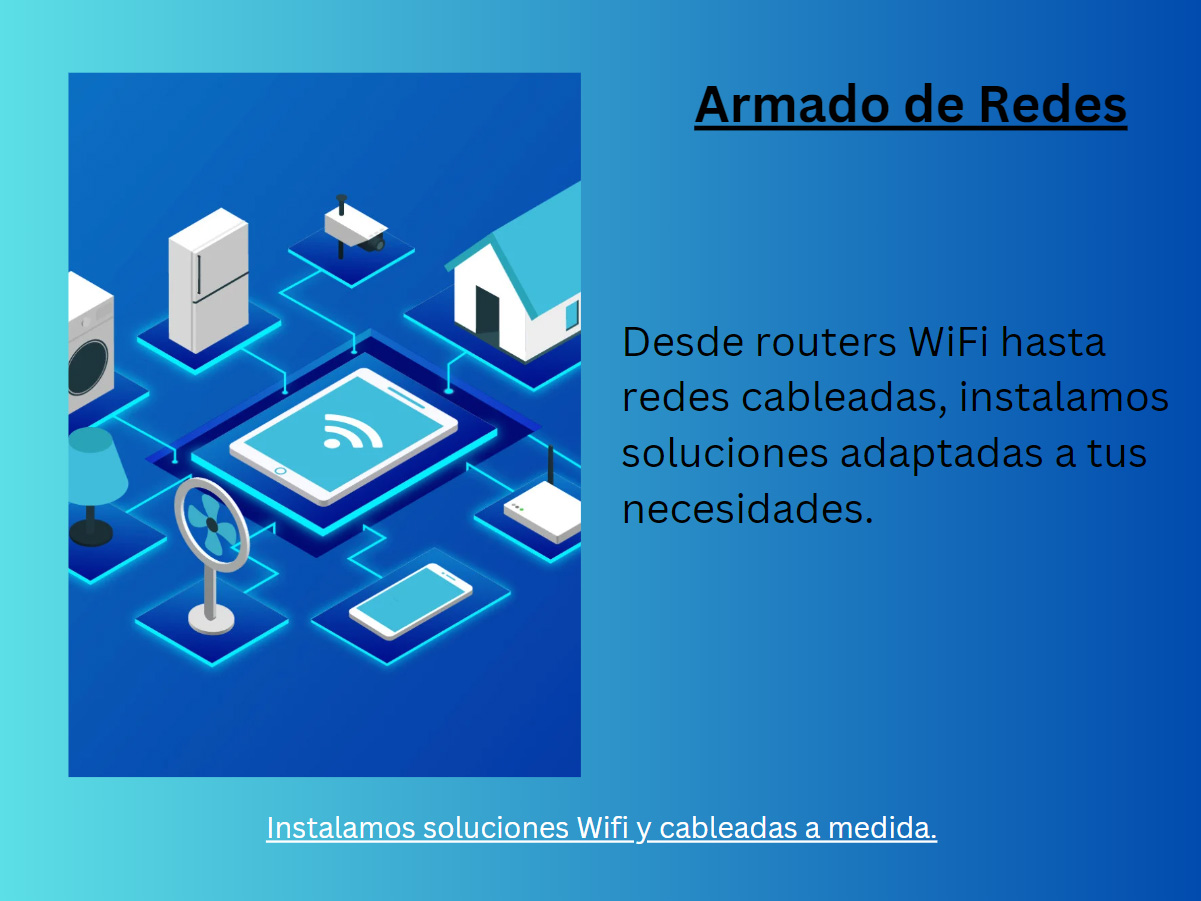 Armado de Redes
Desde routers WiFi hasta
redes cableadas, instalamos
soluciones adaptadas a tus
necesidades.
Instalamos soluciones Wifi y cableadas a medida.